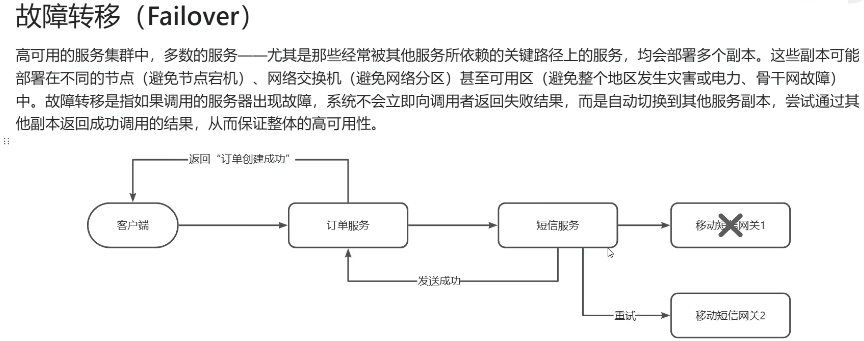 故障转移（Failover）
高可用的服务集群中，多数的服务——尤其是那些经常被其他服务所依赖的关键路径上的服务，均会部署多个副本。这些副本可能
部署在不同的节点（避免节点宕机）、网络交换机（避免网络分区）甚至可用区（避免整个地区发生灾害或电力、骨干网故障）
中。故障转移是指如果调用的服务器出现故障，系统不会立即向调用者返回失败结果，而是自动切换到其他服务副本，尝试通过其
他副本返回成功调用的结果，从而保证整体的高可用性。
返回“订单创建成功”
客户端
订单服务
短信服务
移动短信网关1
发送成功
重试
移动短信网关2